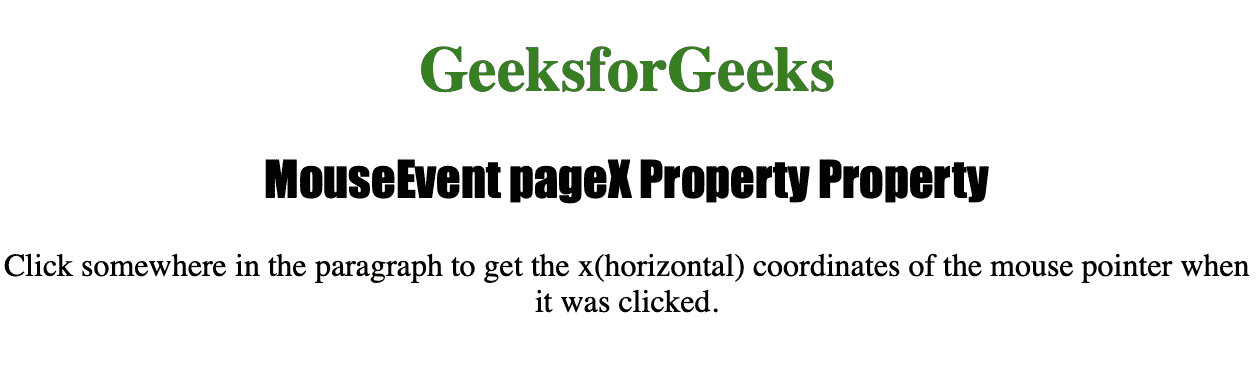 GeeksforGeeks
MouseEvent pageX Property Property
Click somewhere in the paragraph to get the x(horizontal) coordinates of the mouse pointer when
it was clicked.